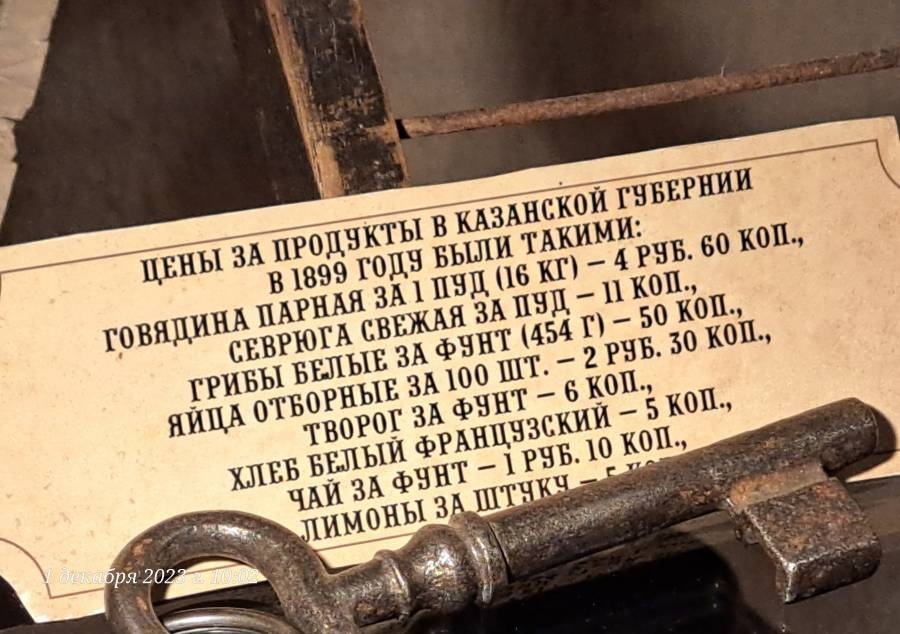 ЦЕНЫ ЗА ПРОДУКТЫ В КАЗАНСКОЙ ГУБЕРНИИ
В 1899 ГОДУ БЫЛИ ТАКИМИ:
ГОВЯДИНА ПАРНАЯ ЗА 1 ПУД (16 КГ) – 4 РУБ. 60 КОП.,
СЕВРЮГА СВЕЖАЯ ЗА ПУД – 11 КОП.,
ГРИБЫ БЕЛЫЕ ЗА ФУНТ (454 Г) – 50 КОП.,
ЯЙЦА ОТБОРНЫЕ ЗА 100 ШТ. – 2 РУБ. 30 КОП.,
ТВОРОГ ЗА ФУНТ – 6 КОП.,
ХЛЕБ БЕЛЫЙ ФРАНЦУЗСКИЙ – 5 КОП.,
ЧАЙ ЗА ФУНТ – 1 РУБ. 10 КОП.,
ЛИМОНЫ ЗА ШТУКУ –
1 декабря 2023 г. 10:02